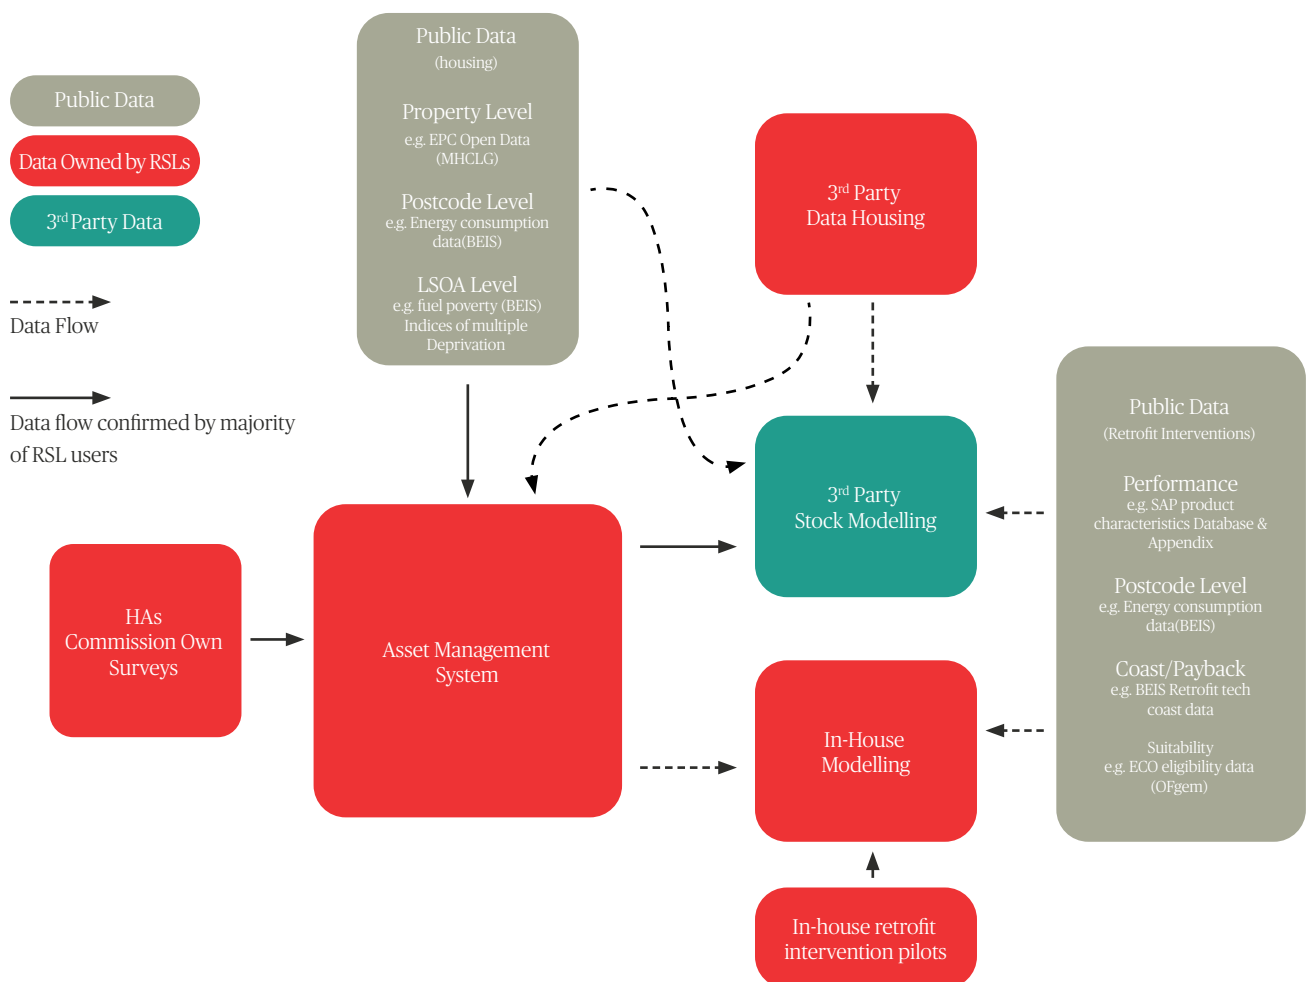 Public Data
Data Owned by RSLs
3rd Party Data
Data Flow
Data flow confirmed by majority
of RSL users
Public Data
(housing)
Property Level
e.g. EPC Open Data
(MHCLG)
Postcode Level
e.g. Energy consumption
data(BEIS)
LSOA Level
e.g. fuel poverty (BEIS)
Indices of multiple
Deprivation
3rd Party
Data Housing
3rd Party
Stock Modelling
HAs
Commission Own
Surveys
Asset Management
System
In-House
Modelling
In-house retrofit
intervention pilots
Public Data
(Retrofit Interventions)
Performance
e.g. SAP product
characteristics Database &
Appendix
Postcode Level
e.g. Energy consumption
data(BEIS)
Coast/Payback
e.g. BEIS Retrofit tech
coast data
Suitability
e.g. ECO eligibility data
(OFgem)